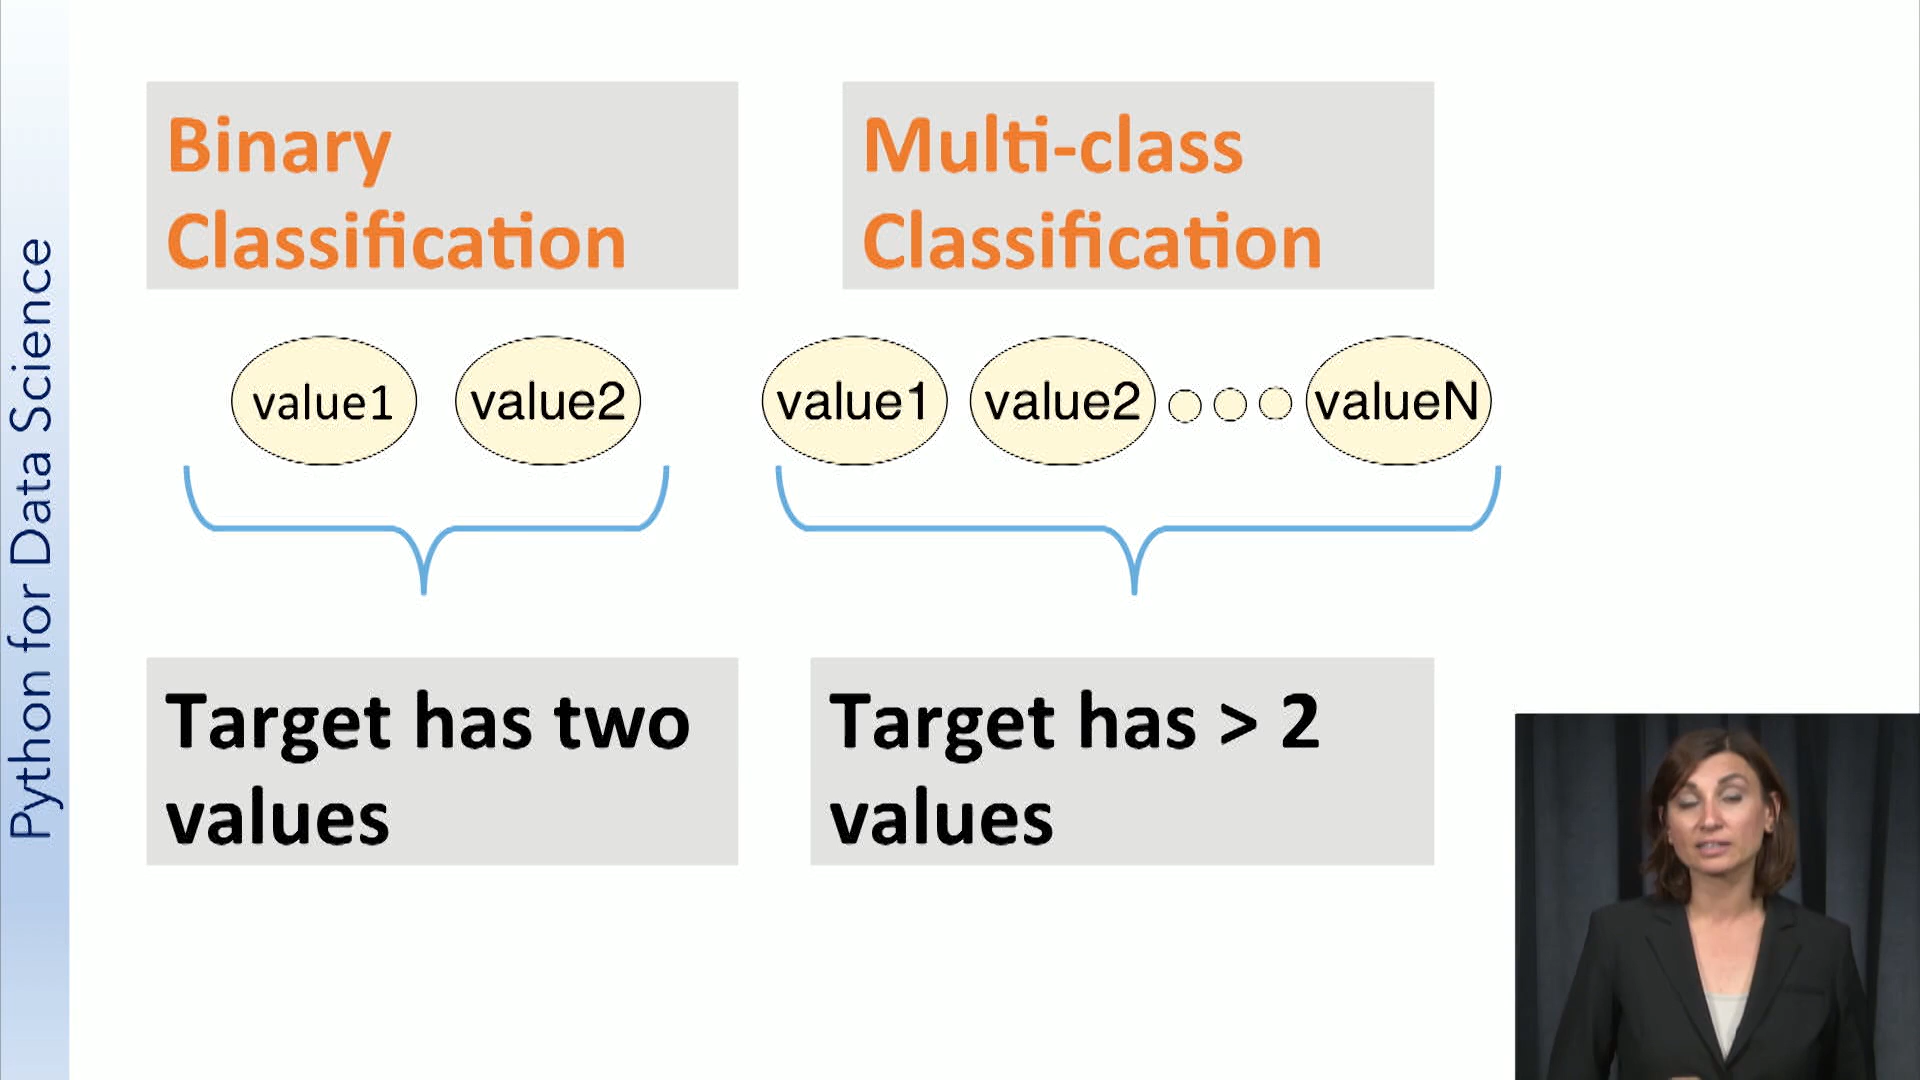 Python for Data Science
Binary
Classification
Multi-class
Classification
value1 value2
value1 value2 valueN
Target has two
values
Target has > 2
values